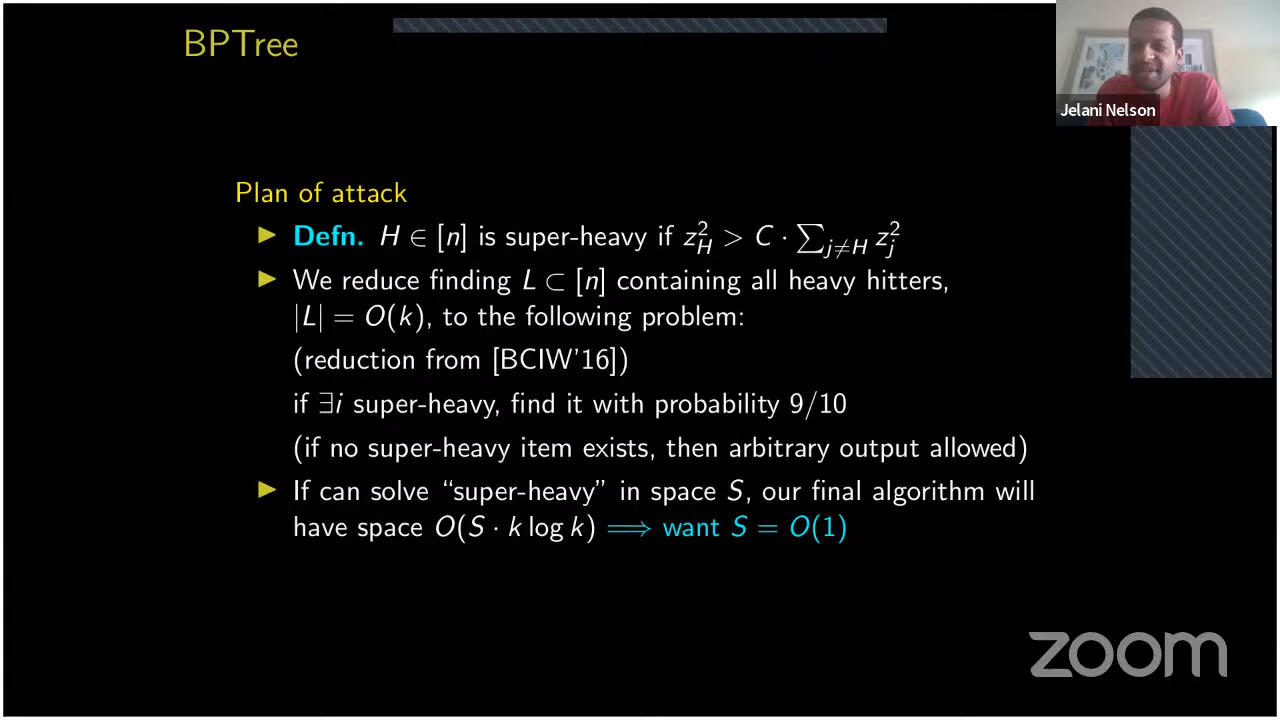 BPTree
Jelani Nelson
Plan of attack
▶ Defn. H ∈ [n] is super-heavy if z_H^2 > C · ∑_{j≠H} z_j^2
▶ We reduce finding L ⊂ [n] containing all heavy hitters,
|L| = O(k), to the following problem:
(reduction from [BCIW'16])
if ∃i super-heavy, find it with probability 9/10
(if no super-heavy item exists, then arbitrary output allowed)
▶ If can solve “super-heavy” in space S, our final algorithm will
have space O(S · k log k) ⟹ want S = O(1)
zoom